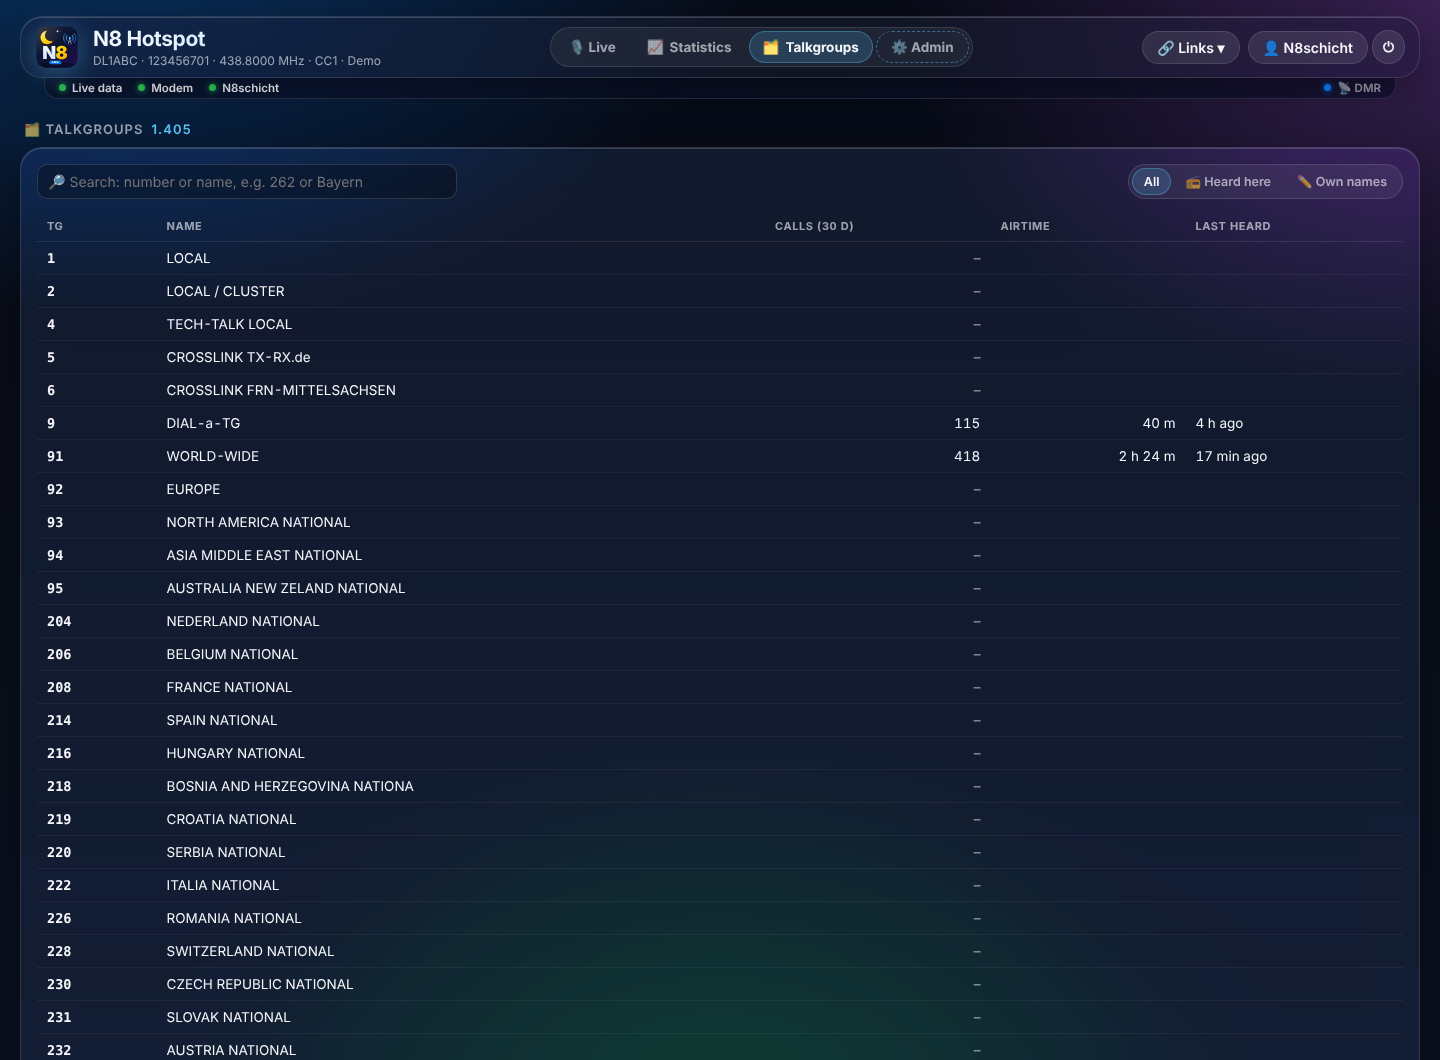 N8 Hotspot
DL1ABC · 123456701 · 438.8000 MHz · CC1 · Demo
N8
Live
Statistics
Talkgroups
Admin
Links ▾
N8schicht
Live data
Modem
N8schicht
DMR
TALKGROUPS 1.405
Search: number or name, e.g. 262 or Bayern
All
Heard here
Own names
TG NAME CALLS (30 D) AIRTIME LAST HEARD
1 LOCAL –
2 LOCAL / CLUSTER –
4 TECH-TALK LOCAL –
5 CROSSLINK TX-RX.de –
6 CROSSLINK FRN-MITTELSACHSEN –
9 DIAL-a-TG 115 40 m 4 h ago
91 WORLD-WIDE 418 2 h 24 m 17 min ago
92 EUROPE –
93 NORTH AMERICA NATIONAL –
94 ASIA MIDDLE EAST NATIONAL –
95 AUSTRALIA NEW ZELAND NATIONAL –
204 NEDERLAND NATIONAL –
206 BELGIUM NATIONAL –
208 FRANCE NATIONAL –
214 SPAIN NATIONAL –
216 HUNGARY NATIONAL –
218 BOSNIA AND HERZEGOVINA NATIONA –
219 CROATIA NATIONAL –
220 SERBIA NATIONAL –
222 ITALIA NATIONAL –
226 ROMANIA NATIONAL –
228 SWITZERLAND NATIONAL –
230 CZECH REPUBLIC NATIONAL –
231 SLOVAK NATIONAL –
232 AUSTRIA NATIONAL –